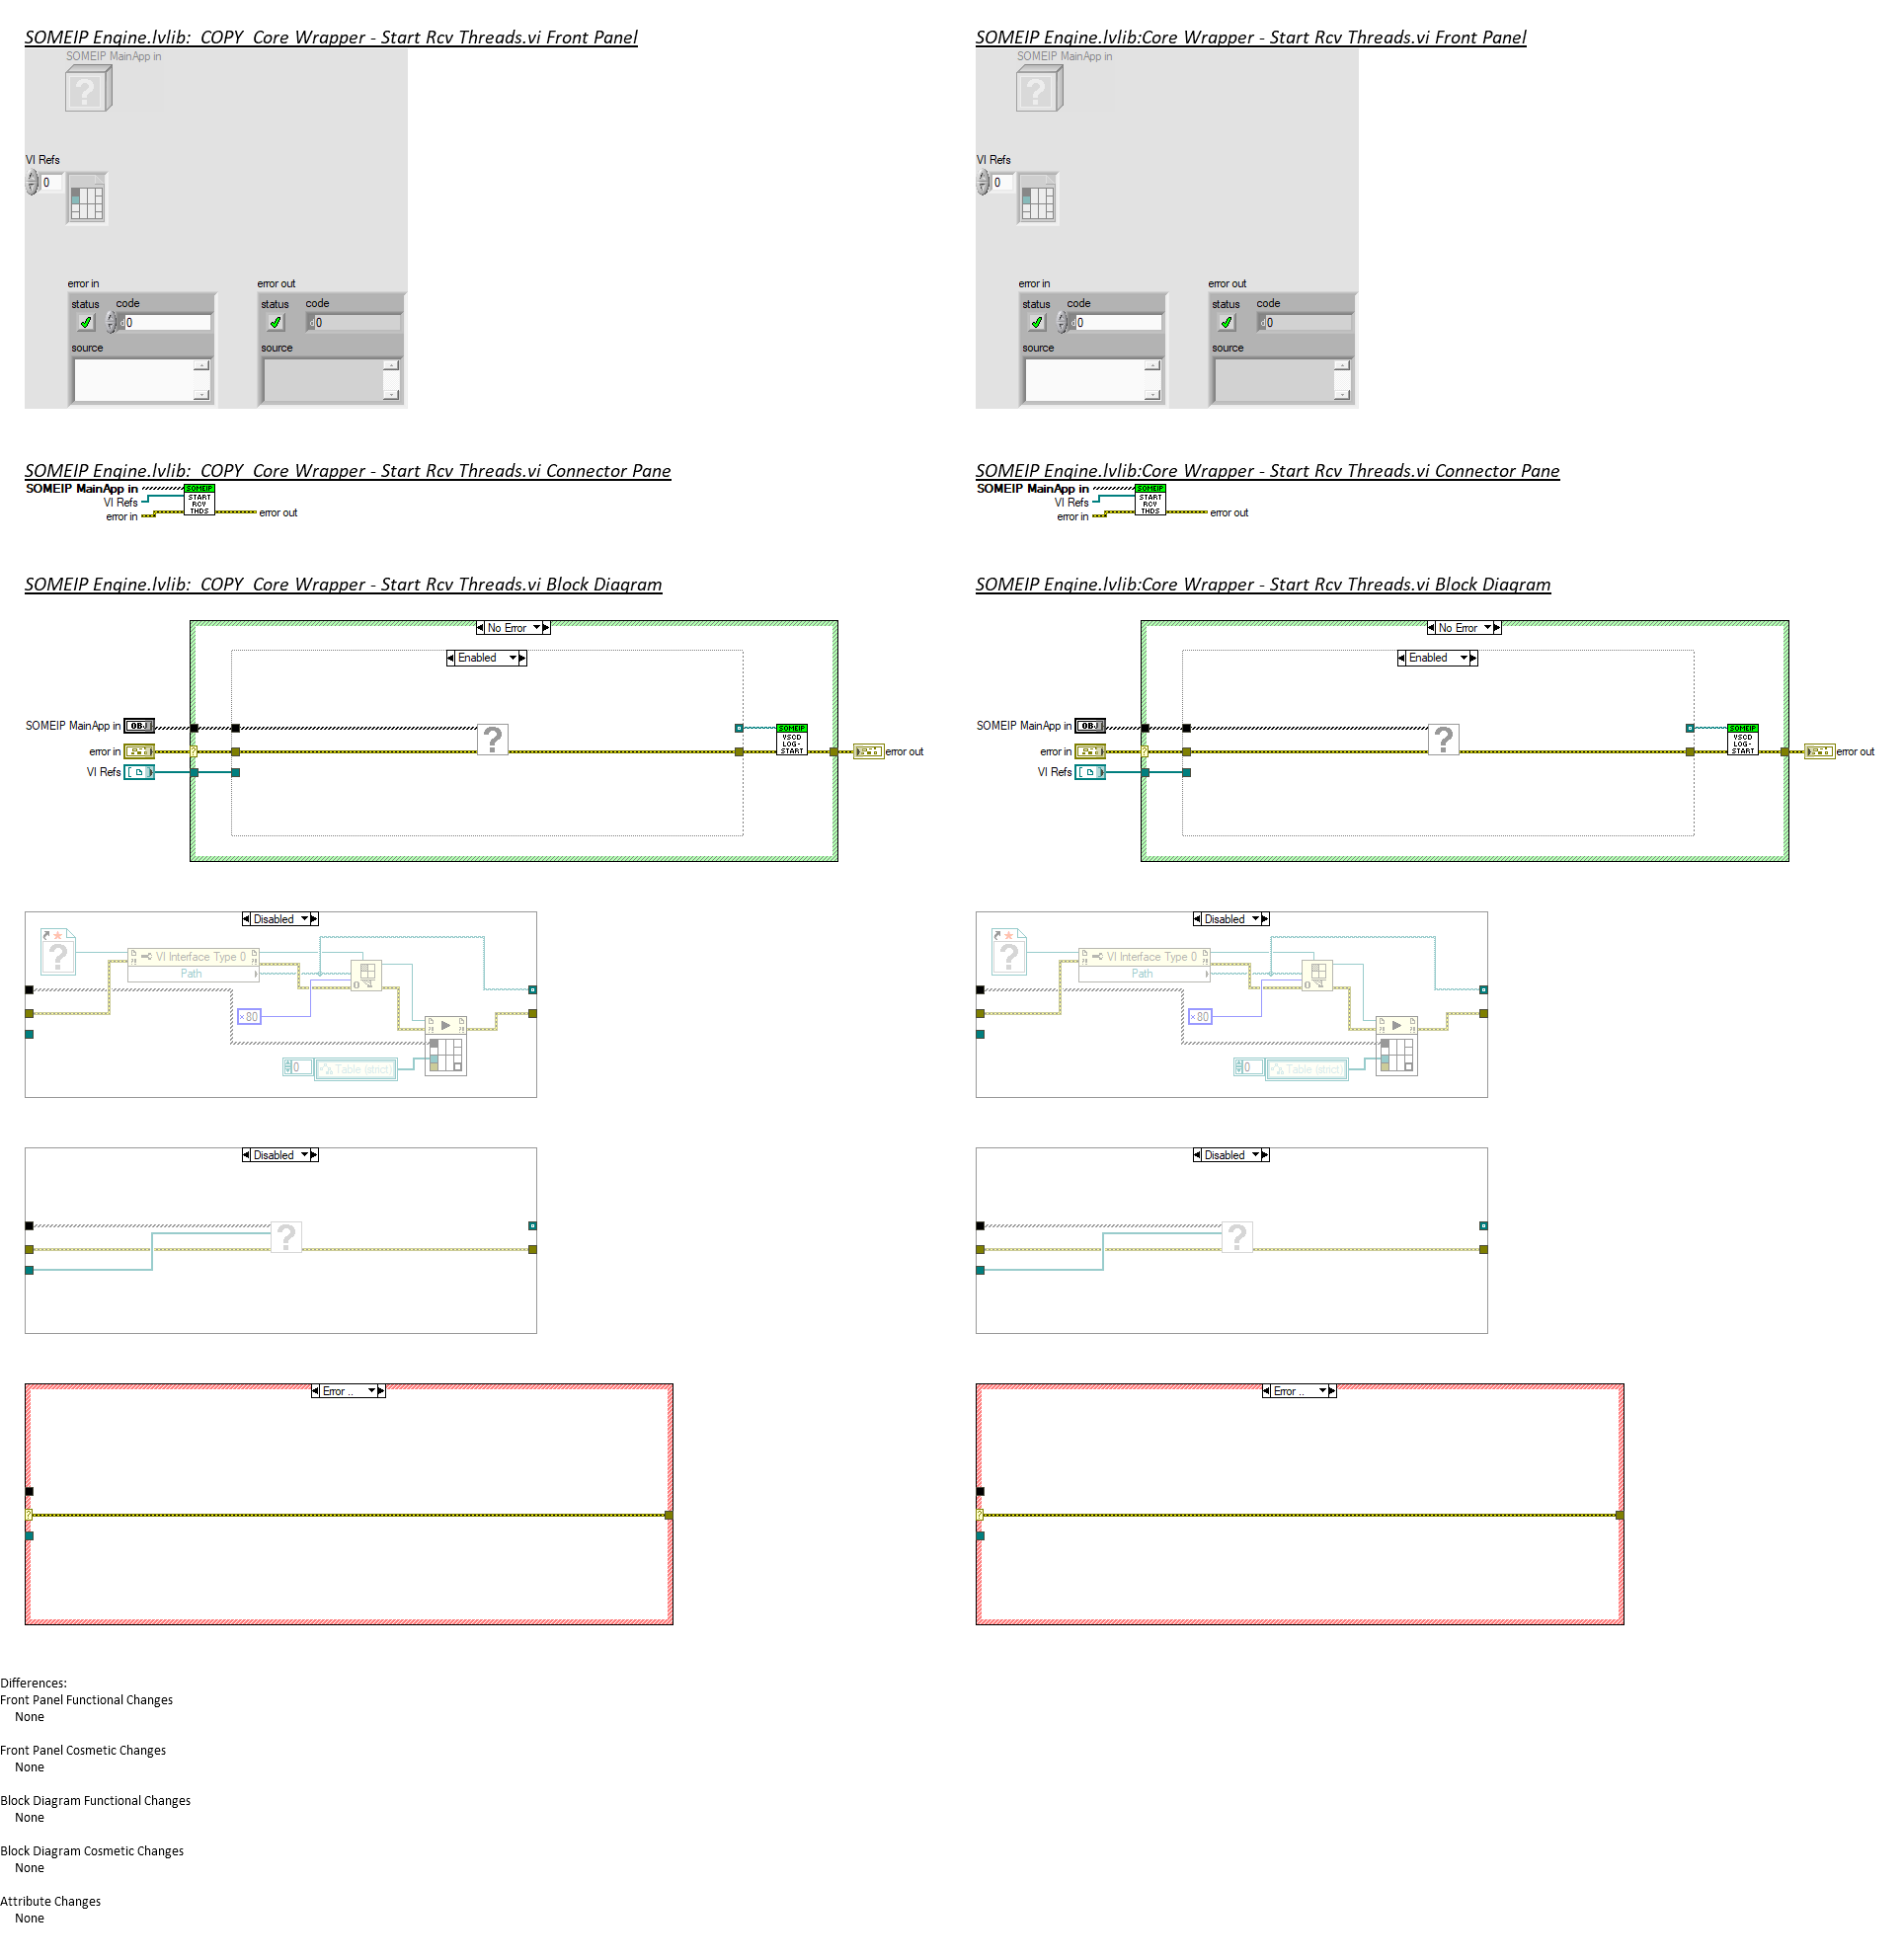 SOMEIP Engine.lvlib:  COPY  Core Wrapper - Start Rcv Threads.vi Front Panel
SOMEIP MainApp in
VI Refs
0
error in
error out
status code
0
status code
0
source
source
SOMEIP Engine.lvlib:Core Wrapper - Start Rcv Threads.vi Front Panel
SOMEIP MainApp in
VI Refs
0
error in
error out
status code
0
status code
0
source
source
SOMEIP Engine.lvlib:  COPY  Core Wrapper - Start Rcv Threads.vi Connector Pane
SOMEIP MainApp in
VI Refs
error in
SOMEIP
START
RCV
THDS
error out
SOMEIP Engine.lvlib:Core Wrapper - Start Rcv Threads.vi Connector Pane
SOMEIP MainApp in
VI Refs
error in
SOMEIP
START
RCV
THDS
error out
SOMEIP Engine.lvlib:  COPY  Core Wrapper - Start Rcv Threads.vi Block Diagram
No Error
Enabled
SOMEIP MainApp in
OBJ
error in
VI Refs
?
SOMEIP
VSCD
LOG-
START
error out
SOMEIP Engine.lvlib:Core Wrapper - Start Rcv Threads.vi Block Diagram
No Error
Enabled
SOMEIP MainApp in
OBJ
error in
VI Refs
?
SOMEIP
VSCD
LOG-
START
error out
Disabled
?
VI Interface Type 0
Path
×80
0
Table (strict)
Disabled
?
VI Interface Type 0
Path
×80
0
Table (strict)
Disabled
?
Disabled
?
Error ..
Error ..
Differences:
Front Panel Functional Changes
None
Front Panel Cosmetic Changes
None
Block Diagram Functional Changes
None
Block Diagram Cosmetic Changes
None
Attribute Changes
None